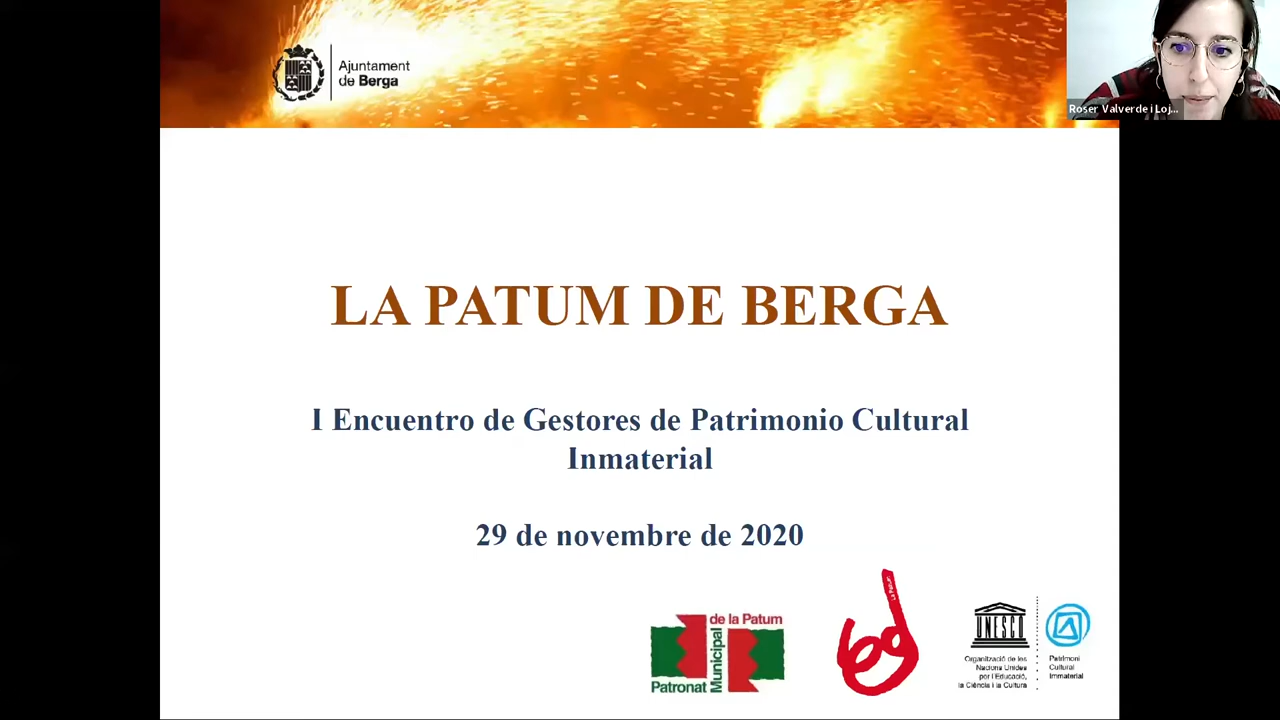 Ajuntament
de Berga
Roser Valverde i Loj...
LA PATUM DE BERGA
I Encuentro de Gestores de Patrimonio Cultural
Inmaterial
29 de novembre de 2020
de la Patum
Municipal
Patronat
La Patum
UNESCO
Organització de les
Nacions Unides
per l'Educació,
la Ciència i la Cultura
Patrimoni
Cultural
Immaterial